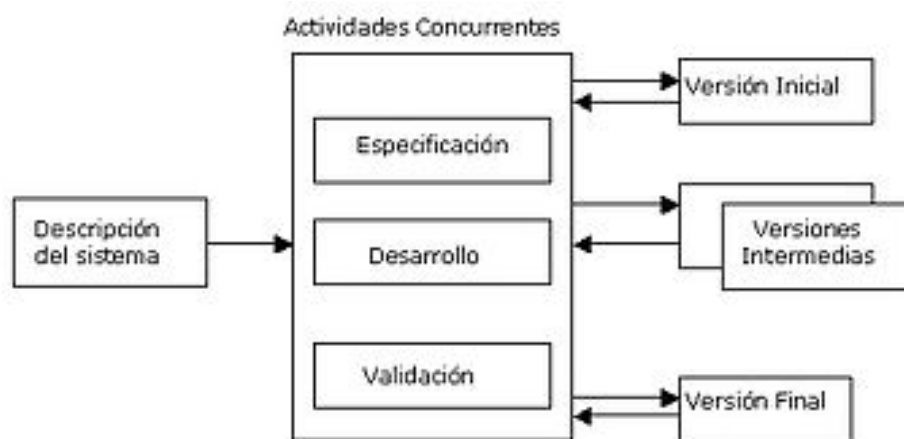 Actividades Concurrentes
Versión Inicial
Especificación
Descripción
del sistema
Desarrollo
Versiones
Intermedias
Validación
Versión Final